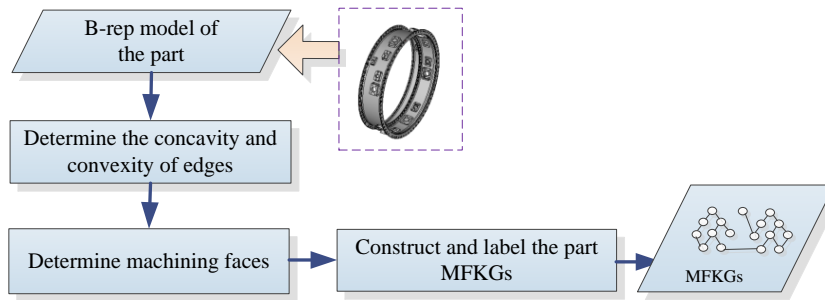 B-rep model of
the part
Determine the concavity and
convexity of edges
Determine machining faces
Construct and label the part
MFKGs
MFKGs